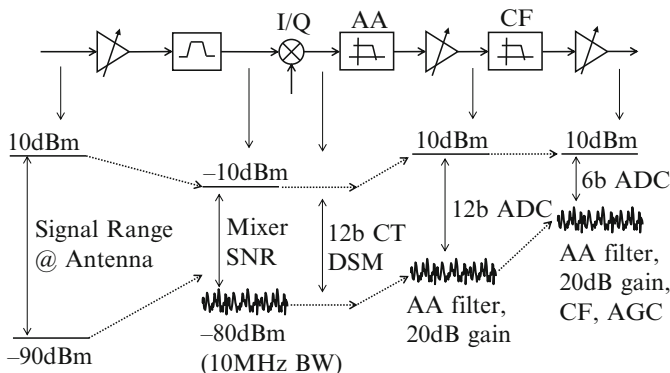 I/Q
AA
CF
10dBm
–10dBm
10dBm
10dBm
Signal Range
@ Antenna
Mixer
SNR
12b CT
DSM
12b ADC
6b ADC
–90dBm
–80dBm
(10MHz BW)
AA filter,
20dB gain
AA filter,
20dB gain,
CF, AGC